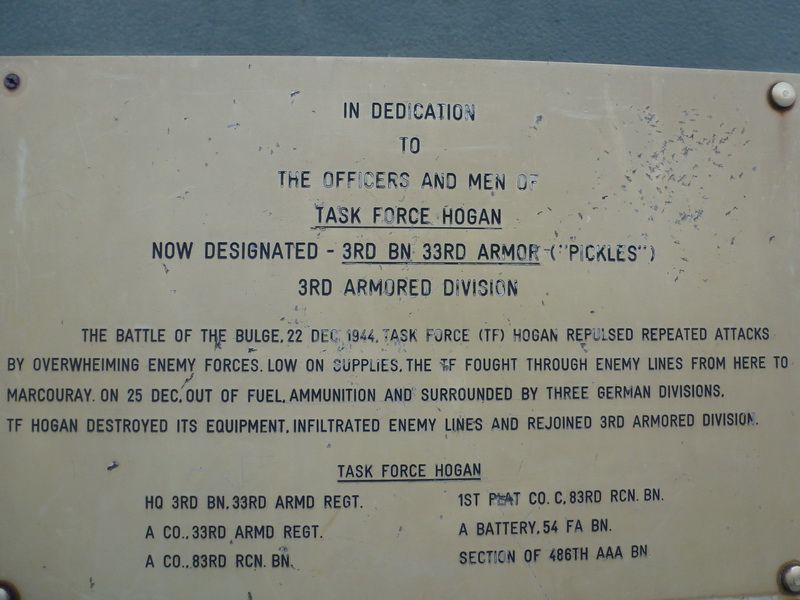 IN DEDICATION
TO
THE OFFICERS AND MEN OF
TASK FORCE HOGAN
NOW DESIGNATED - 3RD BN 33RD ARMOR ("PICKLES")
3RD ARMORED DIVISION
THE BATTLE OF THE BULGE, 22 DEC 1944, TASK FORCE (TF) HOGAN REPULSED REPEATED ATTACKS
BY OVERWHEIMING ENEMY FORCES. LOW ON SUPPLIES, THE TF FOUGHT THROUGH ENEMY LINES FROM HERE TO
MARCOURAY. ON 25 DEC, OUT OF FUEL, AMMUNITION AND SURROUNDED BY THREE GERMAN DIVISIONS,
TF HOGAN DESTROYED ITS EQUIPMENT, INFILTRATED ENEMY LINES AND REJOINED 3RD ARMORED DIVISION.
TASK FORCE HOGAN
HQ 3RD BN, 33RD ARMD REGT.
A CO., 33RD ARMD REGT.
A CO., 83RD RCN. BN.
1ST PLAT CO. C, 83RD RCN. BN.
A BATTERY, 54 FA BN.
SECTION OF 486TH AAA BN